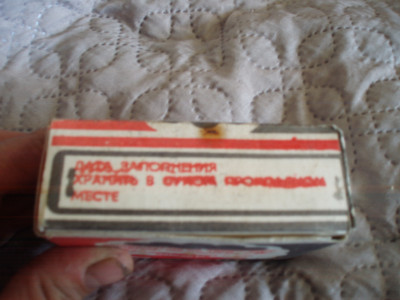 ДАТА ЗАПОЛНЕНИЯ
ХРАНИТЬ В СУХОМ, ПРОХЛАДНОМ
МЕСТЕ